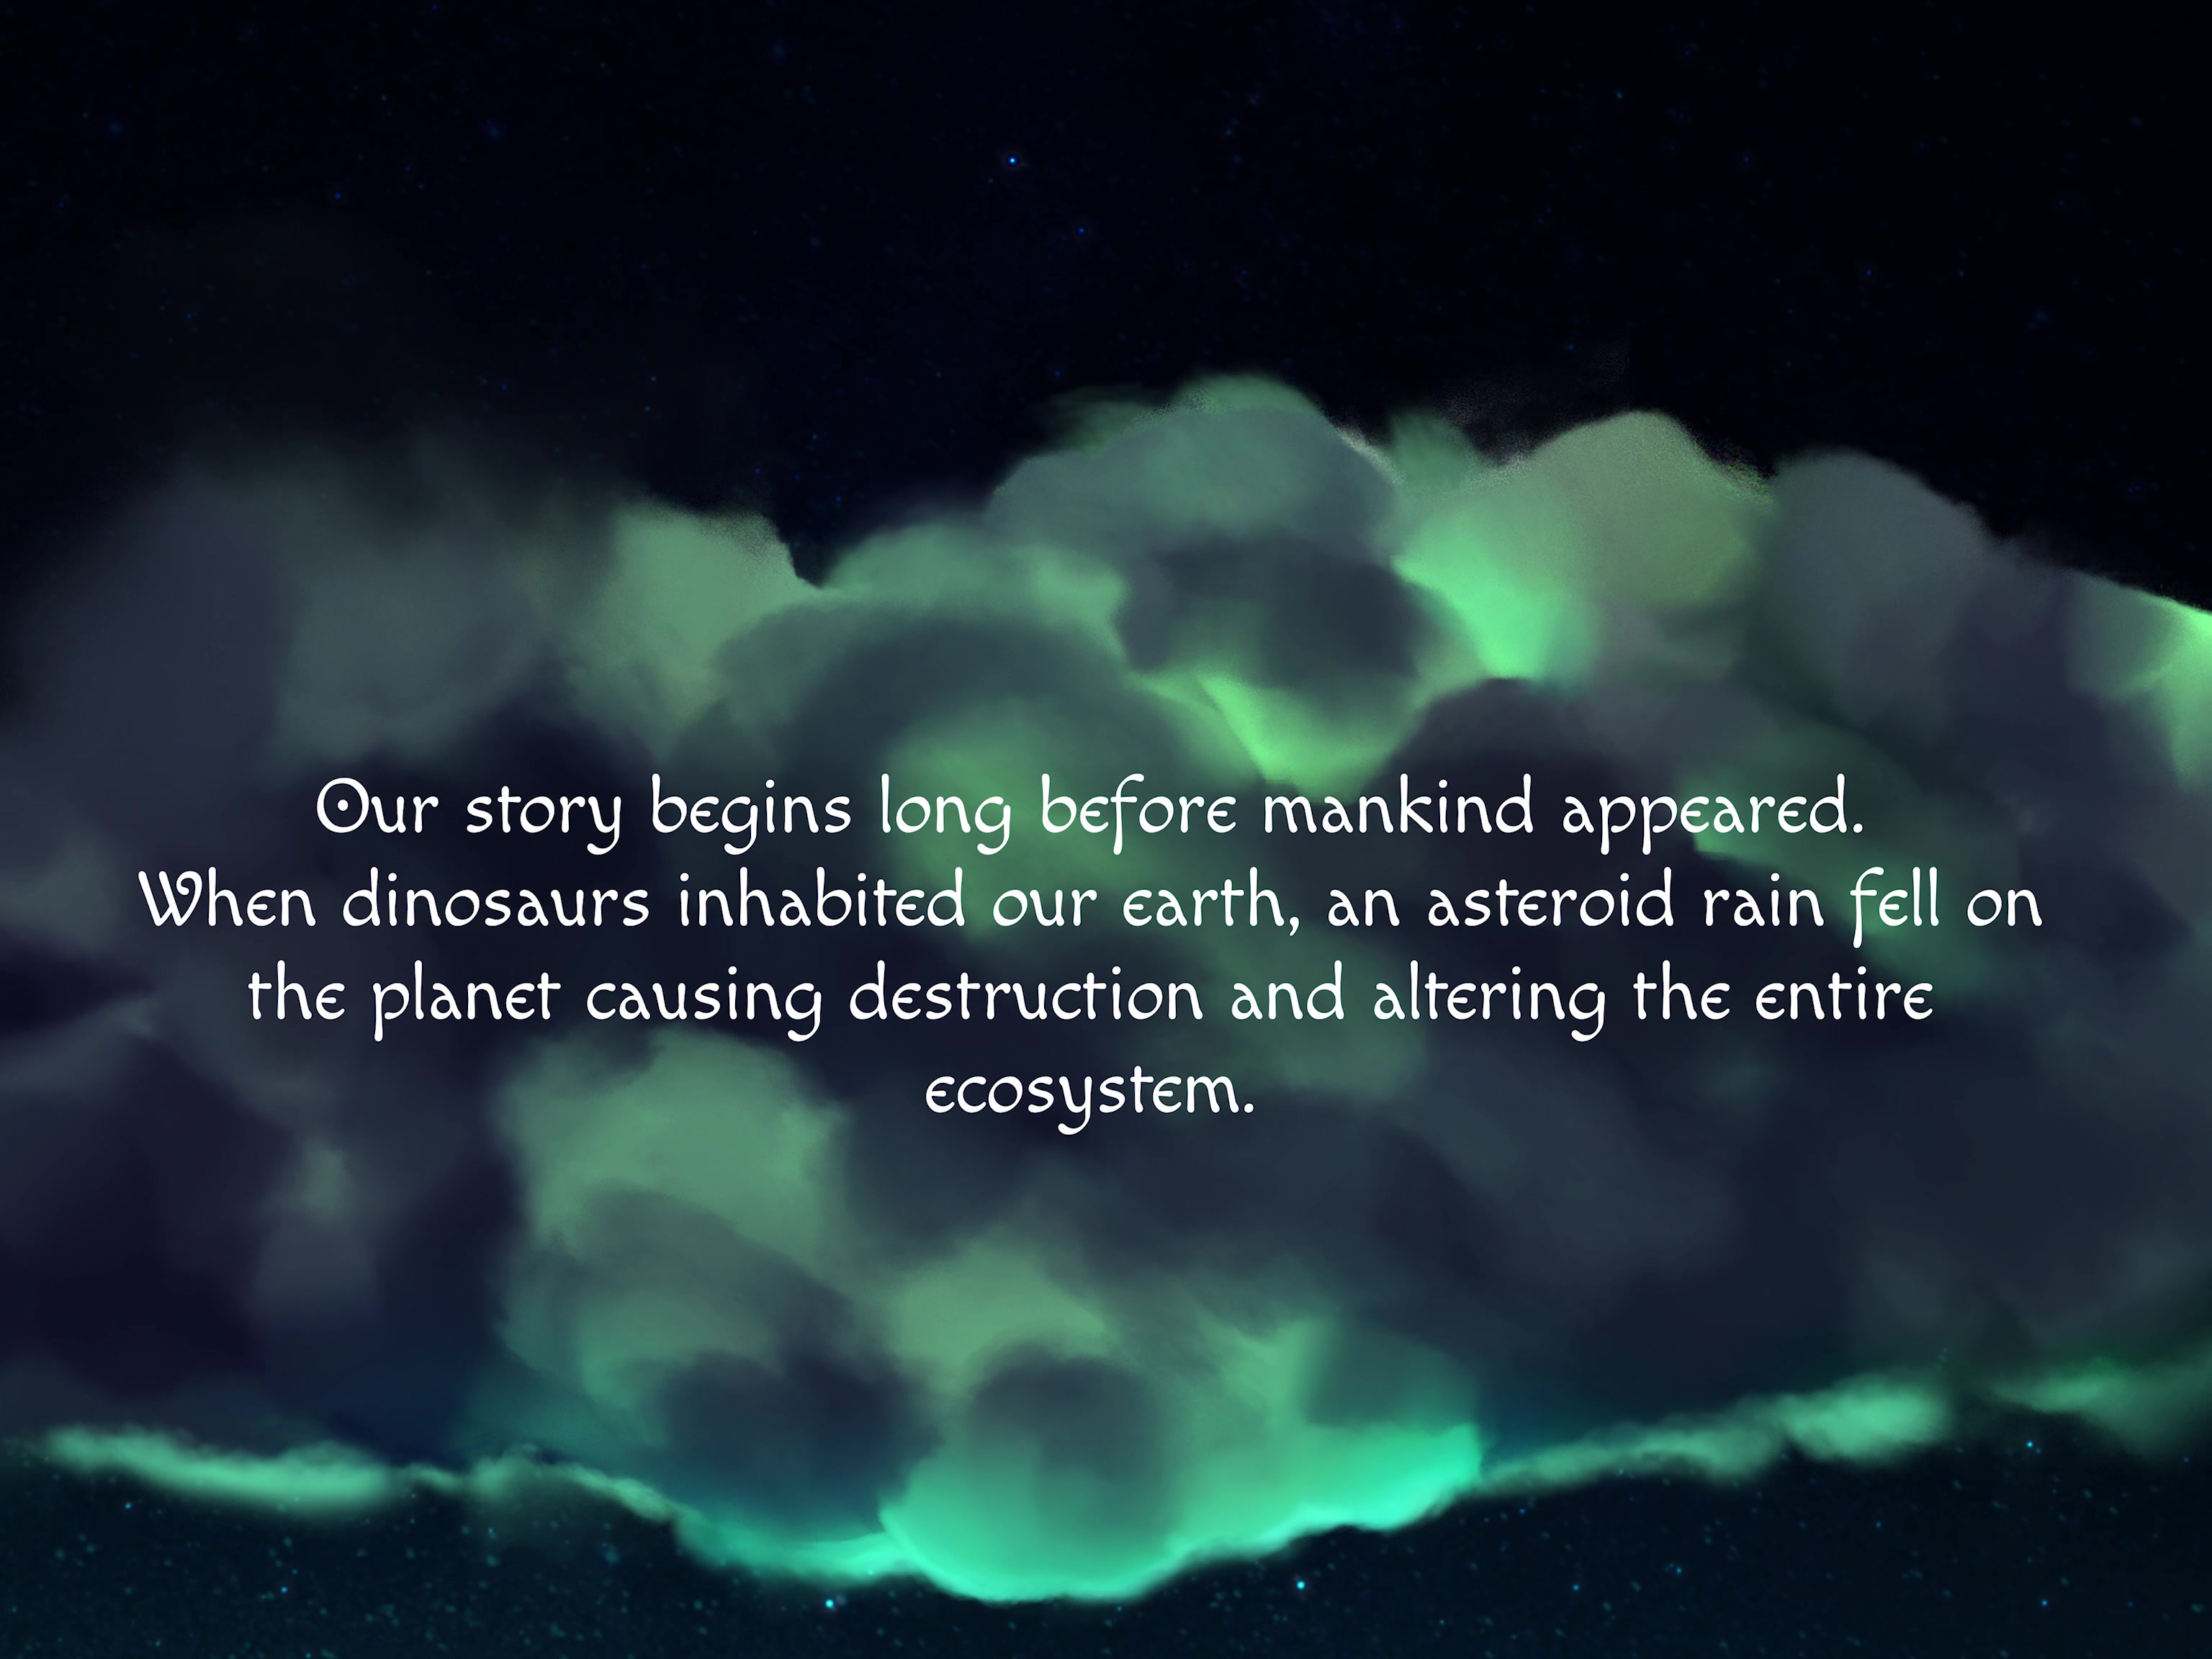 Our story begins long before mankind appeared.
When dinosaurs inhabited our earth, an asteroid rain fell on
the planet causing destruction and altering the entire
ecosystem.